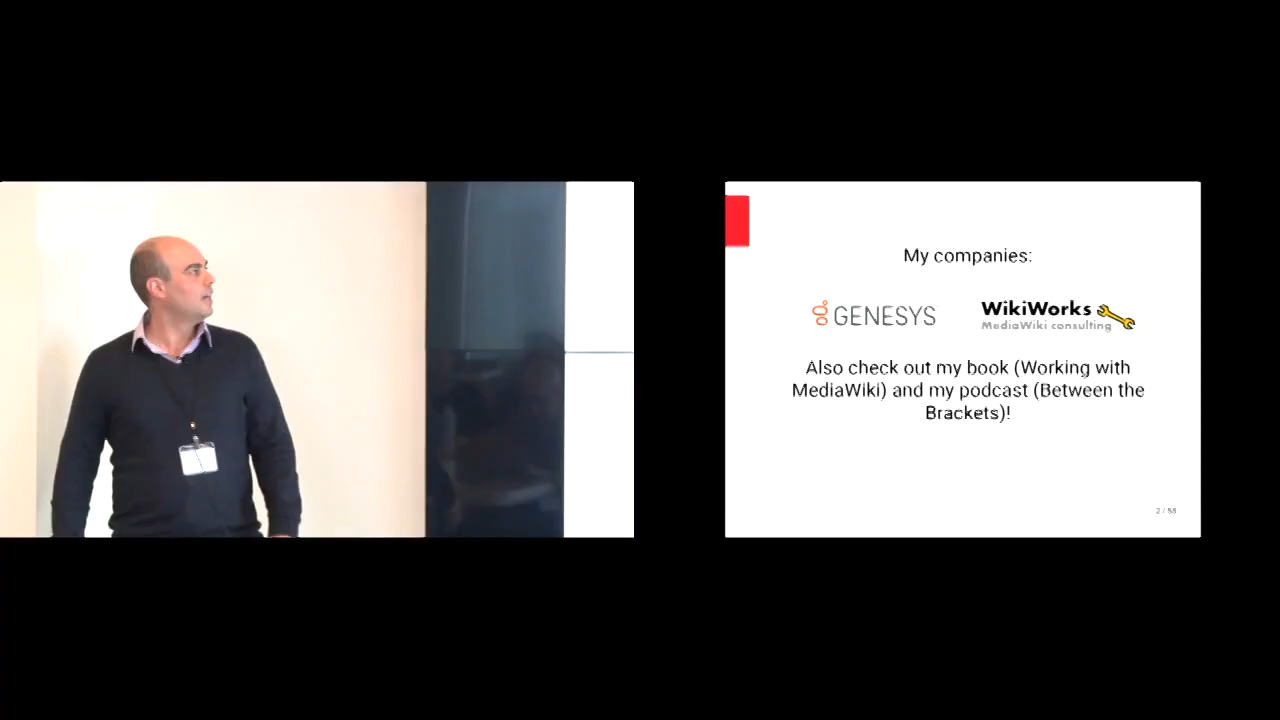 My companies:
GENESYS
WikiWorks
MediaWiki consulting
Also check out my book (Working with
MediaWiki) and my podcast (Between the
Brackets)!